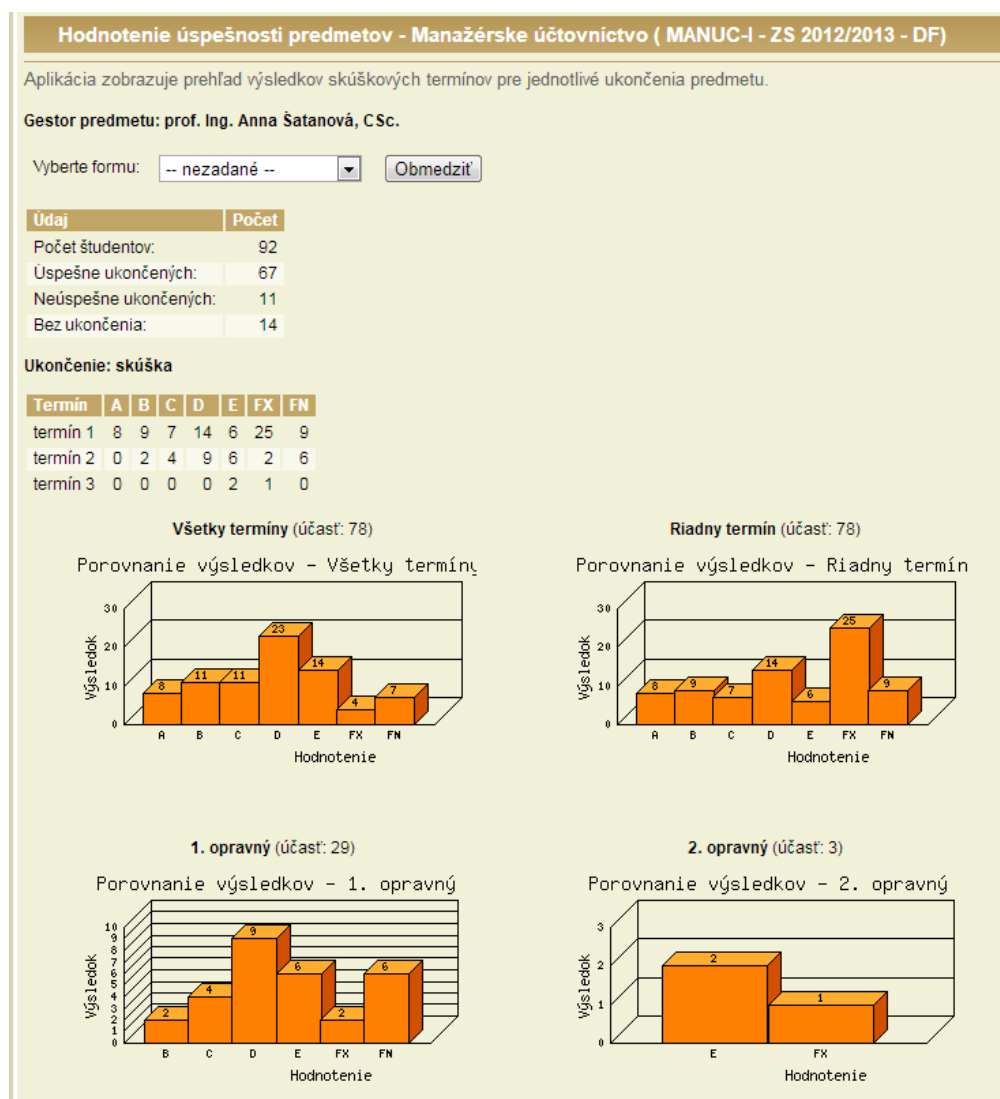 Hodnotenie úspešnosti predmetov - Manažérske účtovníctvo ( MANUC-I - ZS 2012/2013 - DF)
Aplikácia zobrazuje prehľad výsledkov skúškových termínov pre jednotlivé ukončenia predmetu.
Gestor predmetu: prof. Ing. Anna Šatanová, CSc.
Vyberte formu: -- nezadané -- Obmedziť
Údaj Počet
Počet študentov: 92
Úspešne ukončených: 67
Neúspešne ukončených: 11
Bez ukončenia: 14
Ukončenie: skúška
Termín A B C D E FX FN
termín 1 8 9 7 14 6 25 9
termín 2 0 2 4 9 6 2 6
termín 3 0 0 0 0 2 1 0
Všetky termíny (účasť: 78)
Porovnanie výsledkov - Všetky termíny
Výsledok
30
20
10
0
8 11 11 23 14 4 7
A B C D E FX FN
Hodnotenie
Riadny termín (účasť: 78)
Porovnanie výsledkov - Riadny termín
Výsledok
30
20
10
0
8 9 7 14 6 25 9
A B C D E FX FN
Hodnotenie
1. opravný (účasť: 29)
Porovnanie výsledkov - 1. opravný
Výsledok
10
9
8
7
6
5
4
3
2
1
0
2 4 9 6 2 6
B C D E FX FN
Hodnotenie
2. opravný (účasť: 3)
Porovnanie výsledkov - 2. opravný
Výsledok
3
2
1
0
2 1
E FX
Hodnotenie